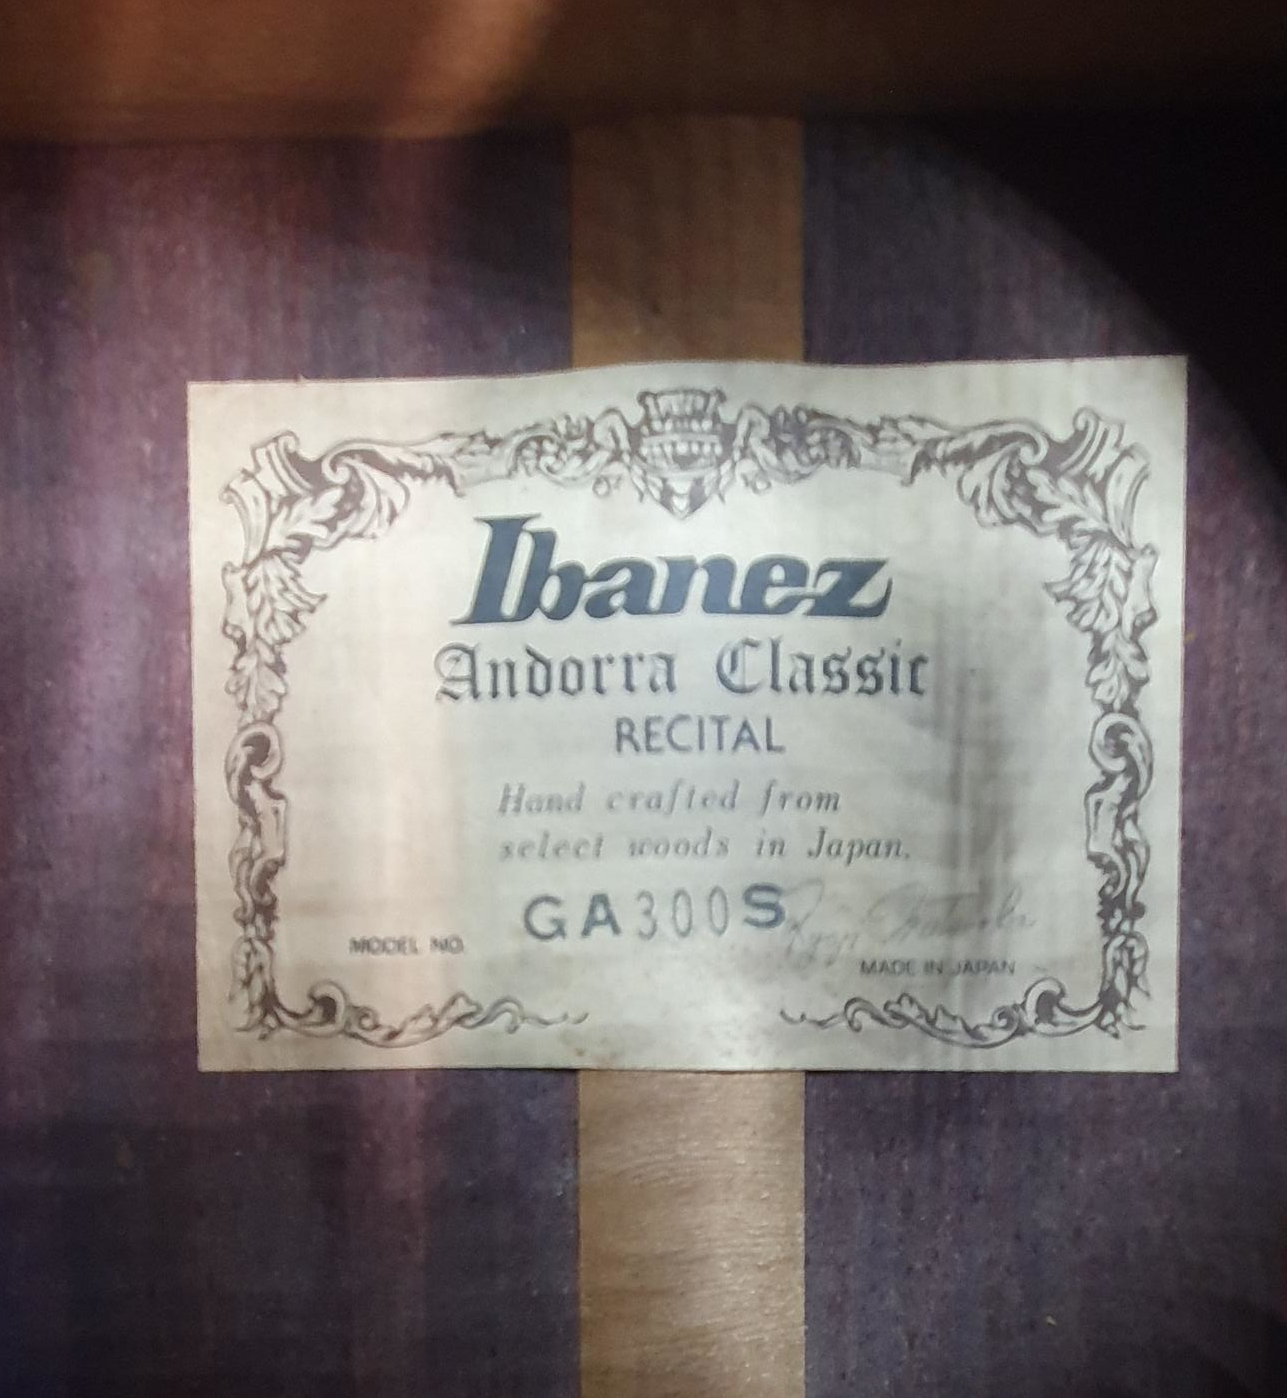 Ibanez
Andorra Classic
RECITAL
Hand crafted from
select woods in Japan.
MODEL NO. GA300S
MADE IN JAPAN